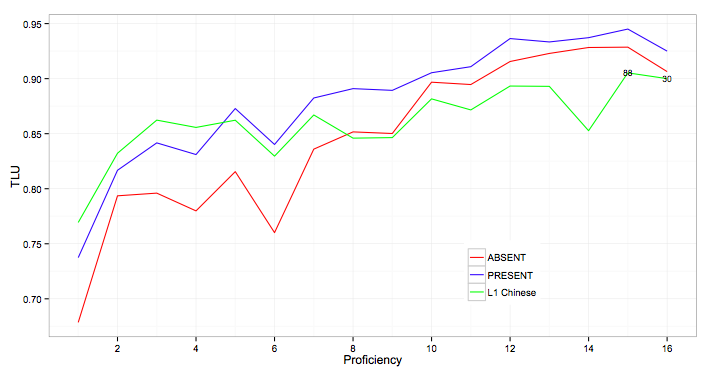 0.95
0.90
0.85
0.80
0.75
0.70
TLU
88
30
ABSENT
PRESENT
L1 Chinese
2 4 6 8 10 12 14 16
Proficiency